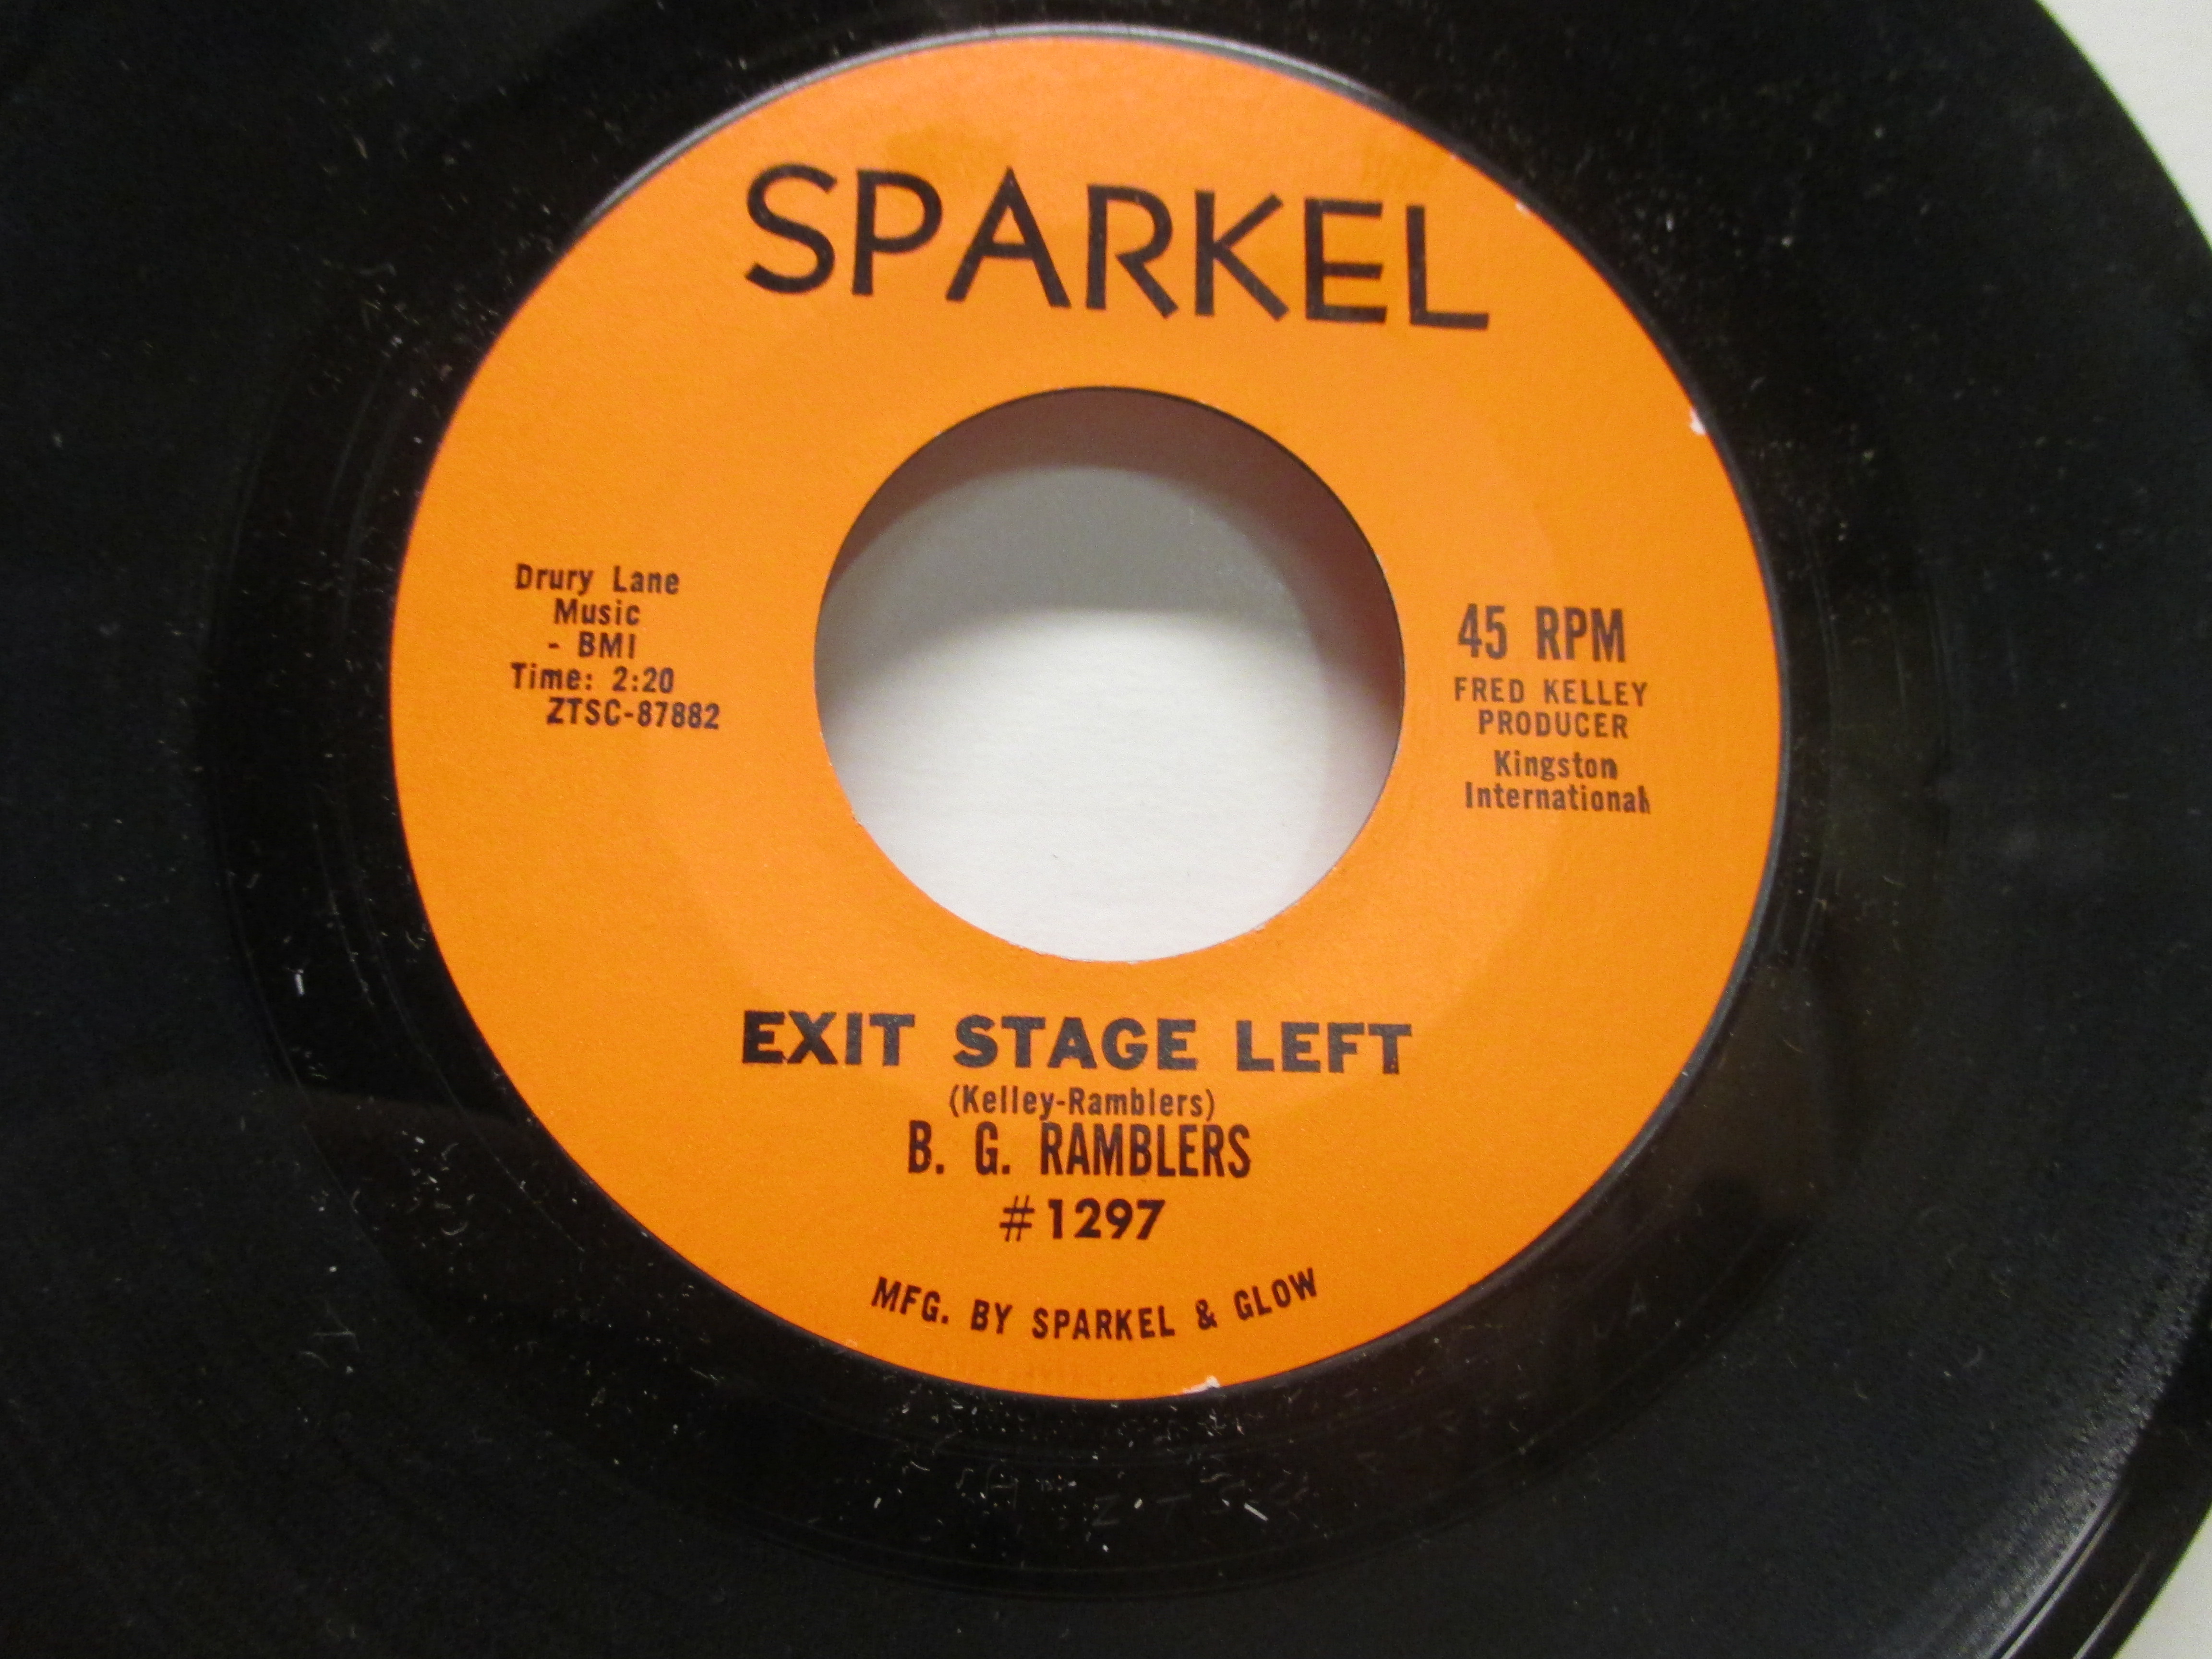 SPARKEL
Drury Lane
Music
- BMI
Time: 2:20
ZTSC-87882
45 RPM
FRED KELLEY
PRODUCER
Kingston
International
EXIT STAGE LEFT
(Kelley-Ramblers)
B. G. RAMBLERS
#1297
MFG. BY SPARKEL & GLOW